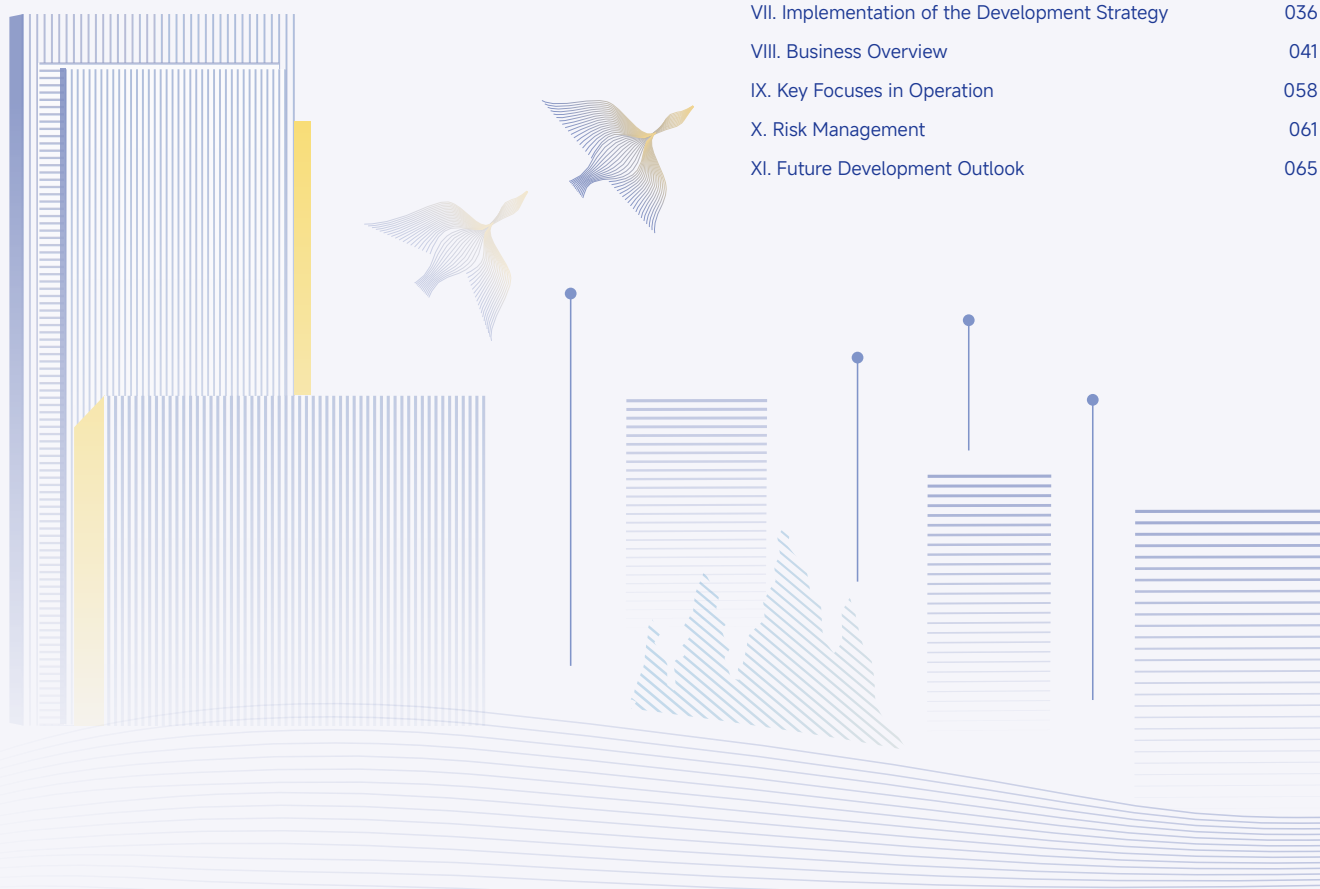 VII. Implementation of the Development Strategy 036
VIII. Business Overview 041
IX. Key Focuses in Operation 058
X. Risk Management 061
XI. Future Development Outlook 065